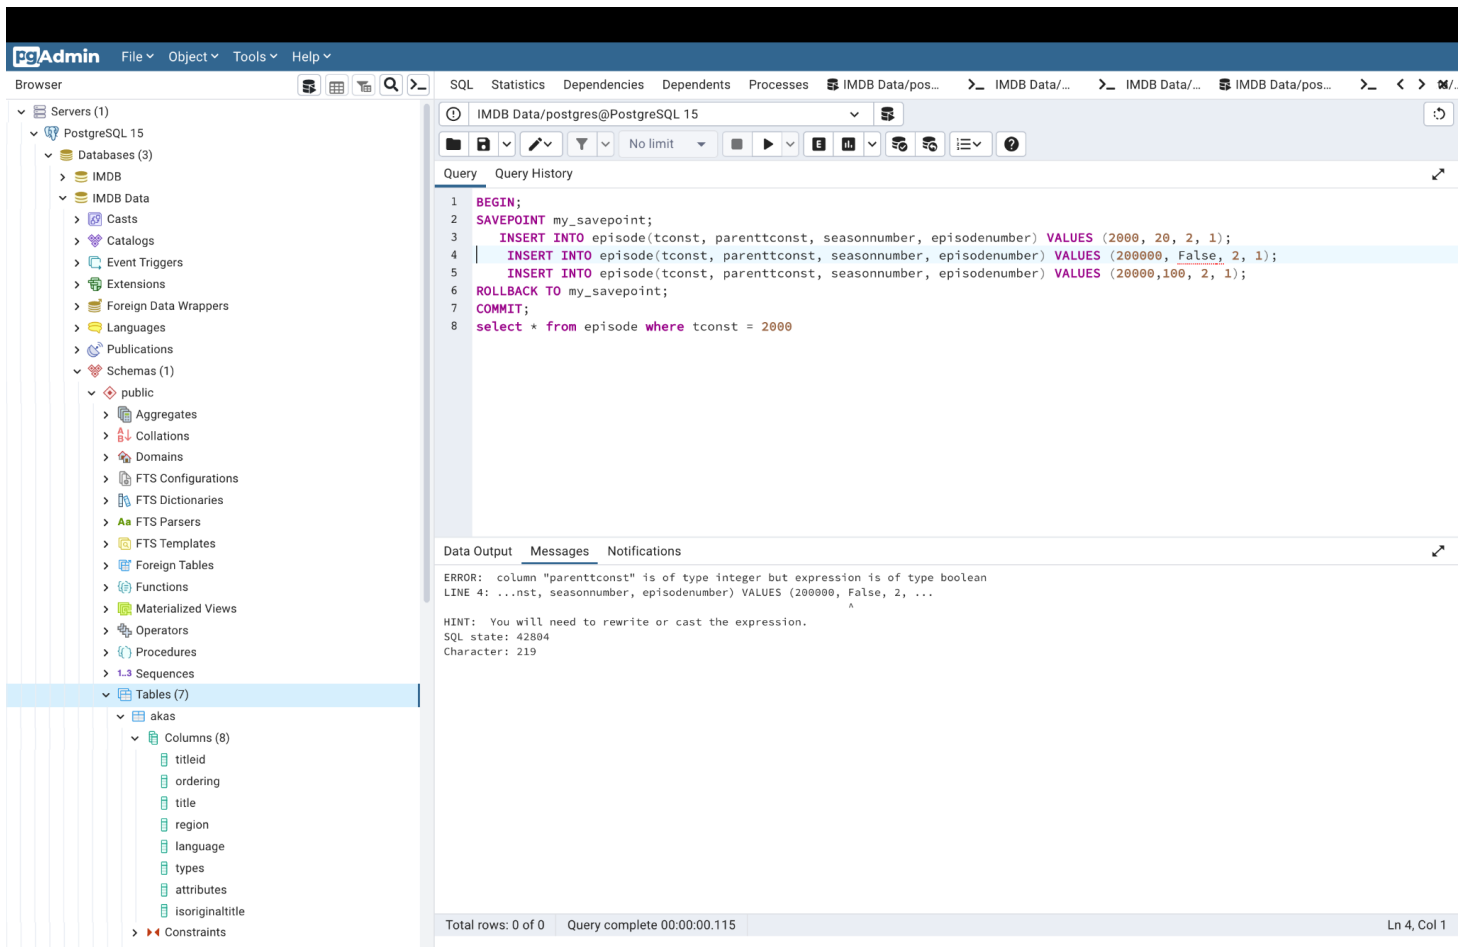 pgAdmin File Object Tools Help
Browser
SQL Statistics Dependencies Dependents Processes IMDB Data/pos... IMDB Data/... IMDB Data/... IMDB Data/pos...
Servers (1)
PostgreSQL 15
Databases (3)
IMDB
IMDB Data
Casts
Catalogs
Event Triggers
Extensions
Foreign Data Wrappers
Languages
Publications
Schemas (1)
public
Aggregates
Collations
Domains
FTS Configurations
FTS Dictionaries
Aa FTS Parsers
FTS Templates
Foreign Tables
Functions
Materialized Views
Operators
Procedures
1..3 Sequences
Tables (7)
akas
Columns (8)
titleid
ordering
title
region
language
types
attributes
isoriginaltitle
Constraints
IMDB Data/postgres@PostgreSQL 15
No limit
E
Query Query History
1 BEGIN;
2 SAVEPOINT my_savepoint;
3 INSERT INTO episode(tconst, parenttconst, seasonnumber, episodenumber) VALUES (2000, 20, 2, 1);
4 INSERT INTO episode(tconst, parenttconst, seasonnumber, episodenumber) VALUES (200000, False, 2, 1);
5 INSERT INTO episode(tconst, parenttconst, seasonnumber, episodenumber) VALUES (20000,100, 2, 1);
6 ROLLBACK TO my_savepoint;
7 COMMIT;
8 select * from episode where tconst = 2000
Data Output Messages Notifications
ERROR: column "parenttconst" is of type integer but expression is of type boolean
LINE 4: ...nst, seasonnumber, episodenumber) VALUES (200000, False, 2, ...
^
HINT: You will need to rewrite or cast the expression.
SQL state: 42804
Character: 219
Total rows: 0 of 0 Query complete 00:00:00.115 Ln 4, Col 1